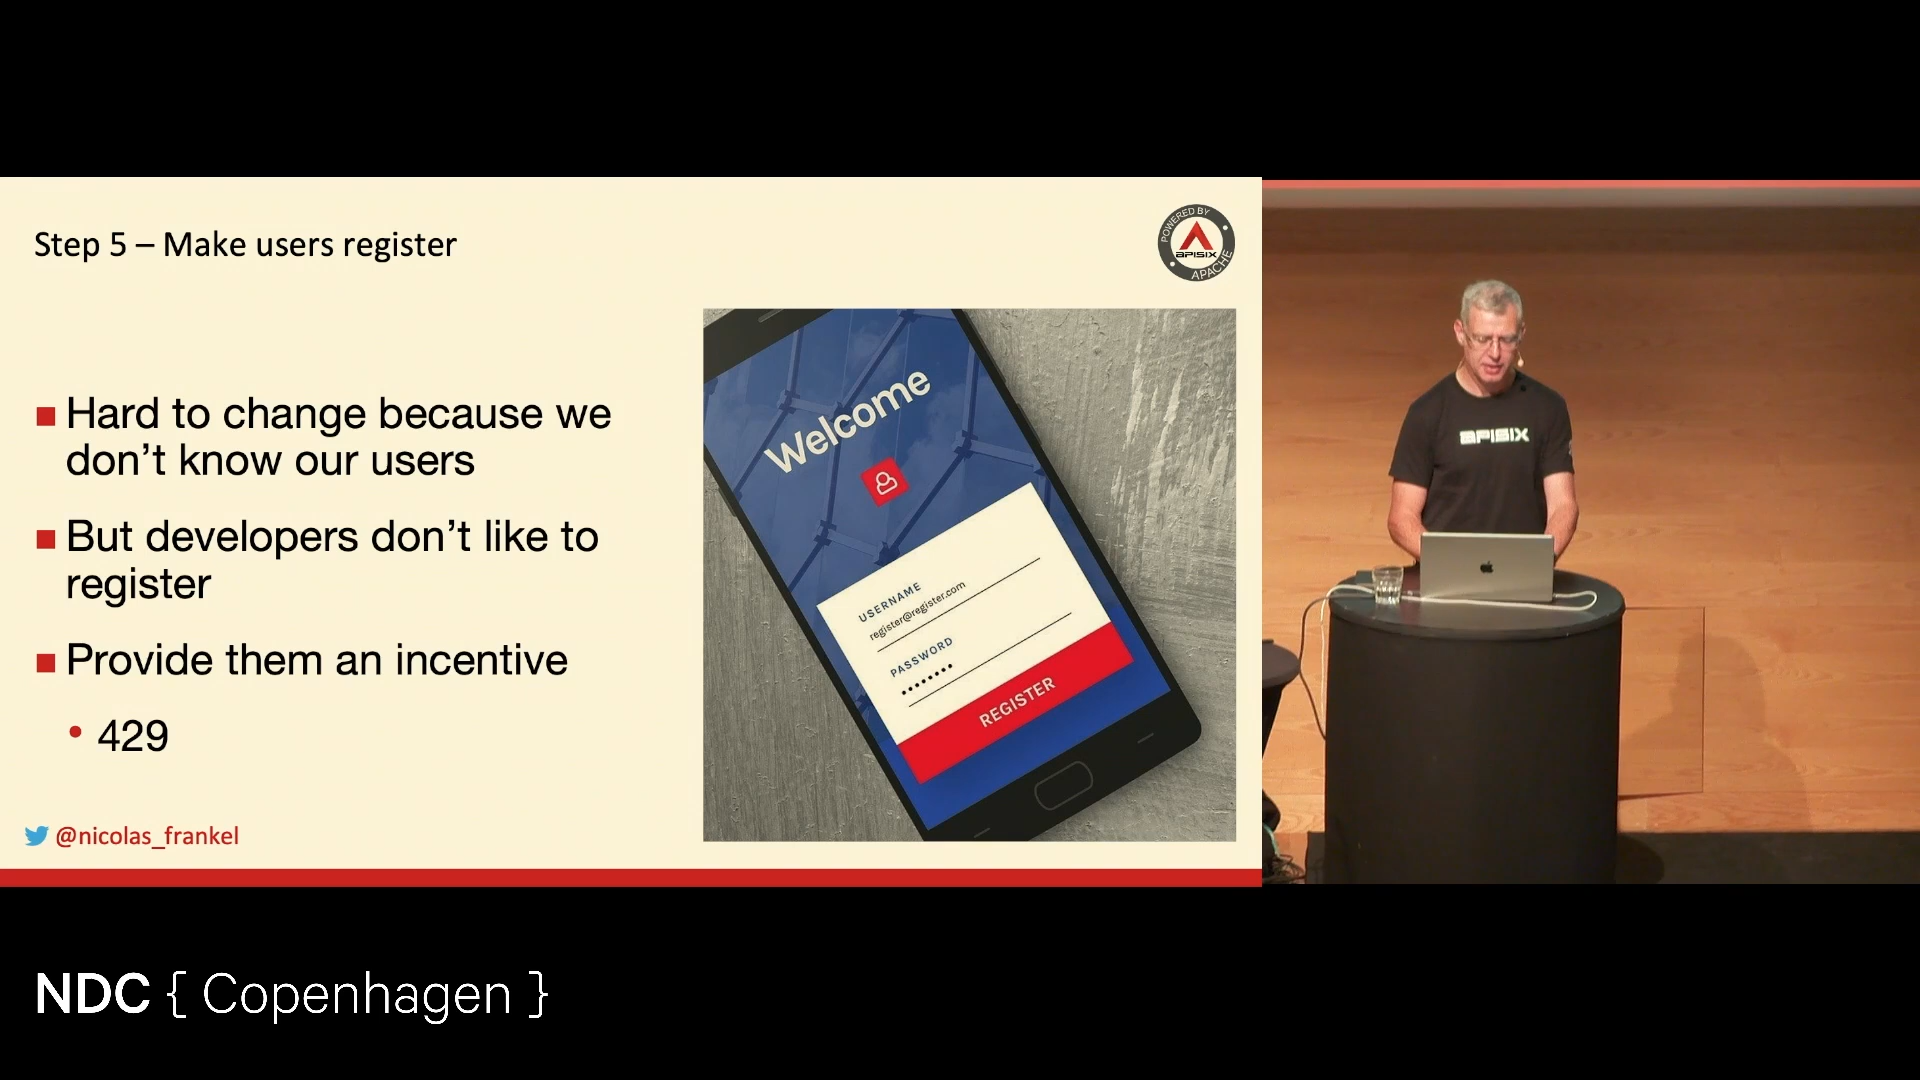 Step 5 – Make users register
POWERED BY
APISIX
APACHE
Hard to change because we
don't know our users
But developers don't like to
register
Provide them an incentive
429
@nicolas_frankel
Welcome
USERNAME
register@register.com
PASSWORD
REGISTER
APISIX
NDC { Copenhagen }